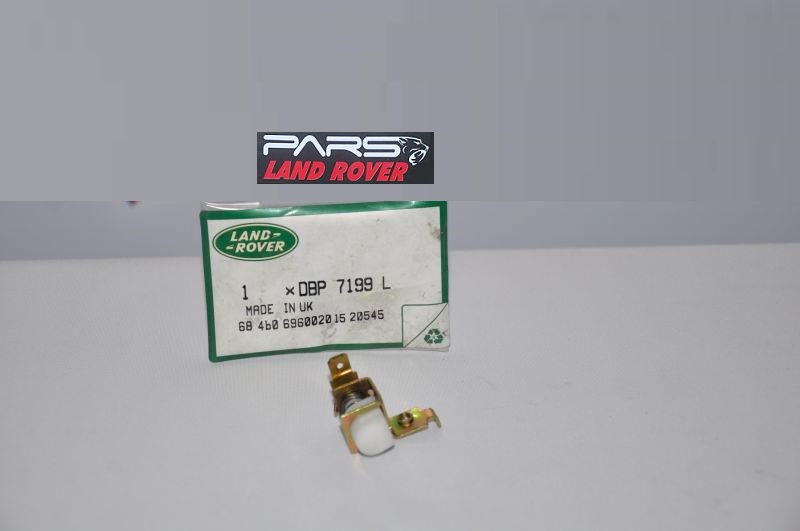 PARS
LAND ROVER
LAND-
-ROVER
1 ×DBP 7199 L
MADE IN UK
68 4b0 6960020 15 20545